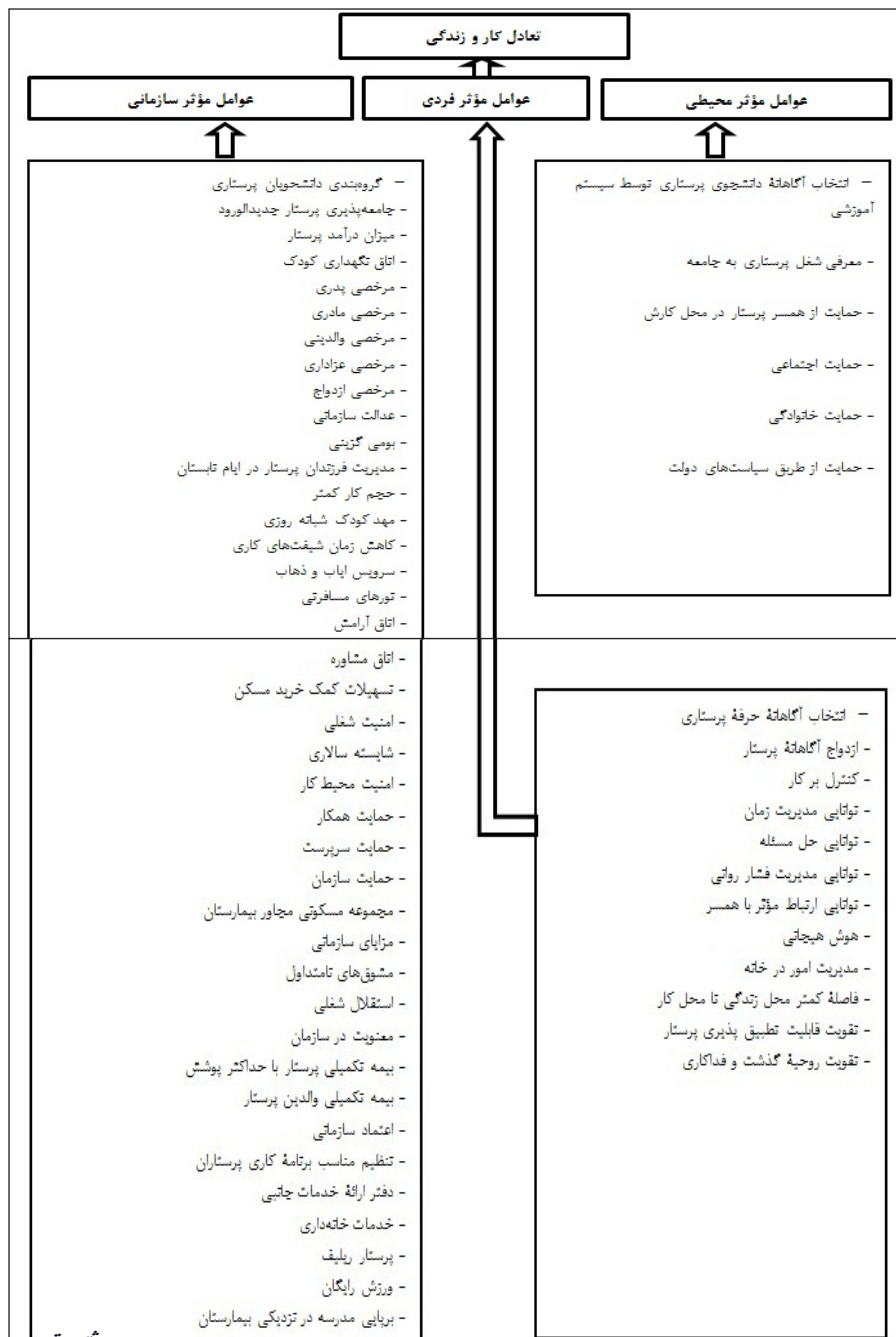 تعادل کار و زندگی
عوامل مؤثر محیطی
عوامل مؤثر فردی
عوامل مؤثر سازمانی
– انتخاب آگاهانهٔ دانشجوی پرستاری توسط سیستم
آموزشی
- معرفی شغل پرستاری به جامعه
- حمایت از همسر پرستار در محل کارش
- حمایت اجتماعی
- حمایت خانوادگی
- حمایت از طریق سیاست‌های دولت
– گروه‌بندی دانشجویان پرستاری
- جامعه‌پذیری پرستار جدیدالورود
- میزان درآمد پرستار
- اتاق نگهداری کودک
- مرخصی پدری
- مرخصی مادری
- مرخصی والدینی
- مرخصی عزاداری
- مرخصی ازدواج
- عدالت سازمانی
- بومی گزینی
- مدیریت فرزندان پرستار در ایام تابستان
- حجم کار کمتر
- مهد کودک شبانه روزی
- کاهش زمان شیفت‌های کاری
- سرویس ایاب و ذهاب
- تورهای مسافرتی
- اتاق آرامش
- اتاق مشاوره
- تسهیلات کمک خرید مسکن
- امنیت شغلی
- شایسته سالاری
- امنیت محیط کار
- حمایت همکار
- حمایت سرپرست
- حمایت سازمان
- مجموعه مسکونی مجاور بیمارستان
- مزایای سازمانی
- مشوق‌های نامتداول
- استقلال شغلی
- معنویت در سازمان
- بیمه تکمیلی پرستار با حداکثر پوشش
- بیمه تکمیلی والدین پرستار
- اعتماد سازمانی
- تنظیم مناسب برنامهٔ کاری پرستاران
- دفتر ارائهٔ خدمات جانبی
- خدمات خانه‌داری
- پرستار ریلیف
- ورزش رایگان
- برپایی مدرسه در نزدیکی بیمارستان
– انتخاب آگاهانهٔ حرفهٔ پرستاری
- ازدواج آگاهانهٔ پرستار
- کنترل بر کار
- توانایی مدیریت زمان
- توانایی حل مسئله
- توانایی مدیریت فشار روانی
- توانایی ارتباط مؤثر با همسر
- هوش هیجانی
- مدیریت امور در خانه
- فاصلهٔ کمتر محل زندگی تا محل کار
- تقویت قابلیت تطبیق پذیری پرستار
- تقویت روحیهٔ گذشت و فداکاری